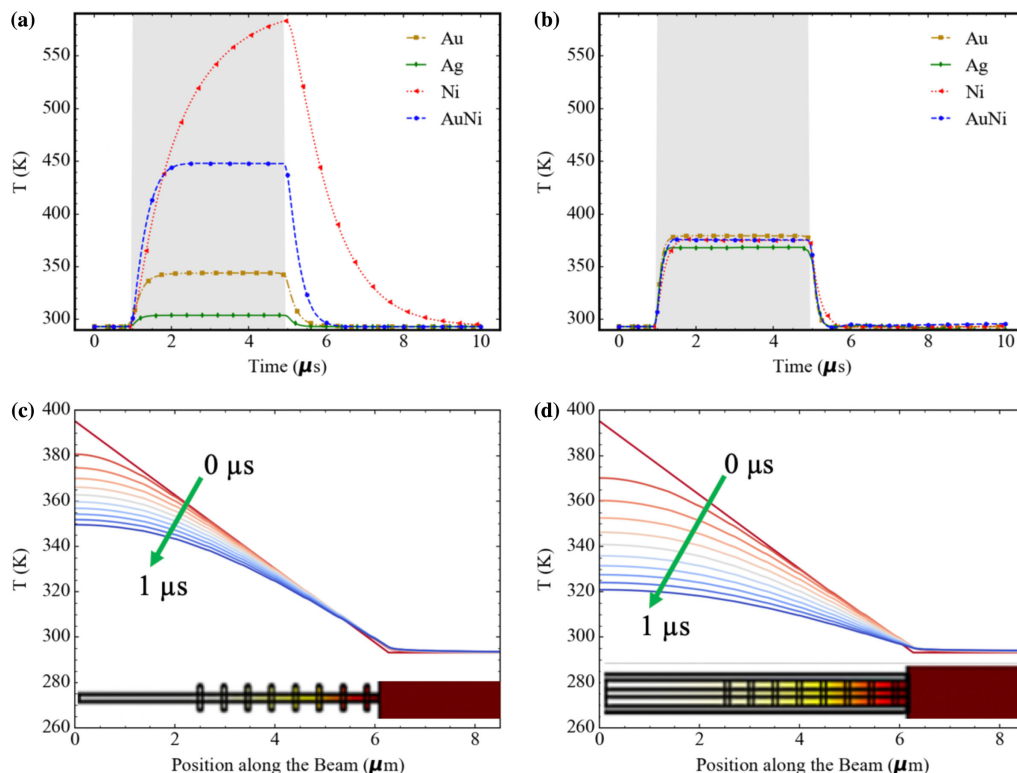 (a)
T (K)
550
500
450
400
350
300
Au
Ag
Ni
AuNi
0 2 4 6 8 10
Time (μs)
(b)
T (K)
550
500
450
400
350
300
Au
Ag
Ni
AuNi
0 2 4 6 8 10
Time (μs)
(c)
T (K)
400
380
360
340
320
300
280
260
0 μs
1 μs
0 2 4 6 8
Position along the Beam (μm)
(d)
T (K)
400
380
360
340
320
300
280
260
0 μs
1 μs
0 2 4 6 8
Position along the Beam (μm)